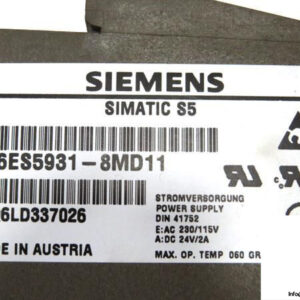 SIEMENS
SIMATIC S5
6ES5931-8MD11
6LD337026
STROMVERSORGUNG
POWER SUPPLY
DIN 41752
E:AC 230/115V
A:DC 24V/2A
MADE IN AUSTRIA
MAX. OP. TEMP 060 GR